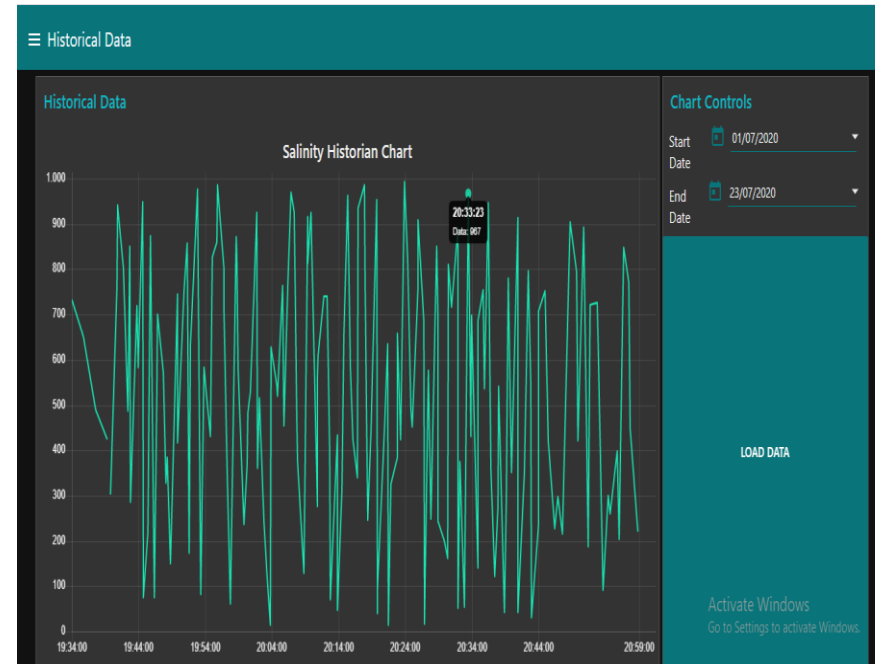 ☰ Historical Data
Historical Data
Salinity Historian Chart
1.000
900
800
700
600
500
400
300
200
100
0
19:34:00 19:44:00 19:54:00 20:04:00 20:14:00 20:24:00 20:34:00 20:44:00 20:59:00
20:33:23
Data: 967
Chart Controls
Start
Date
01/07/2020
End
Date
23/07/2020
LOAD DATA
Activate Windows
Go to Settings to activate Windows.